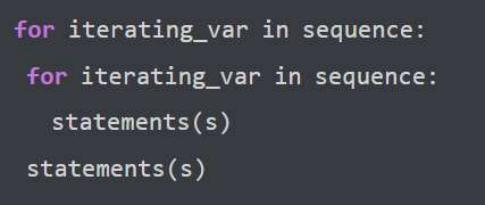 for iterating_var in sequence:
for iterating_var in sequence:
statements(s)
statements(s)